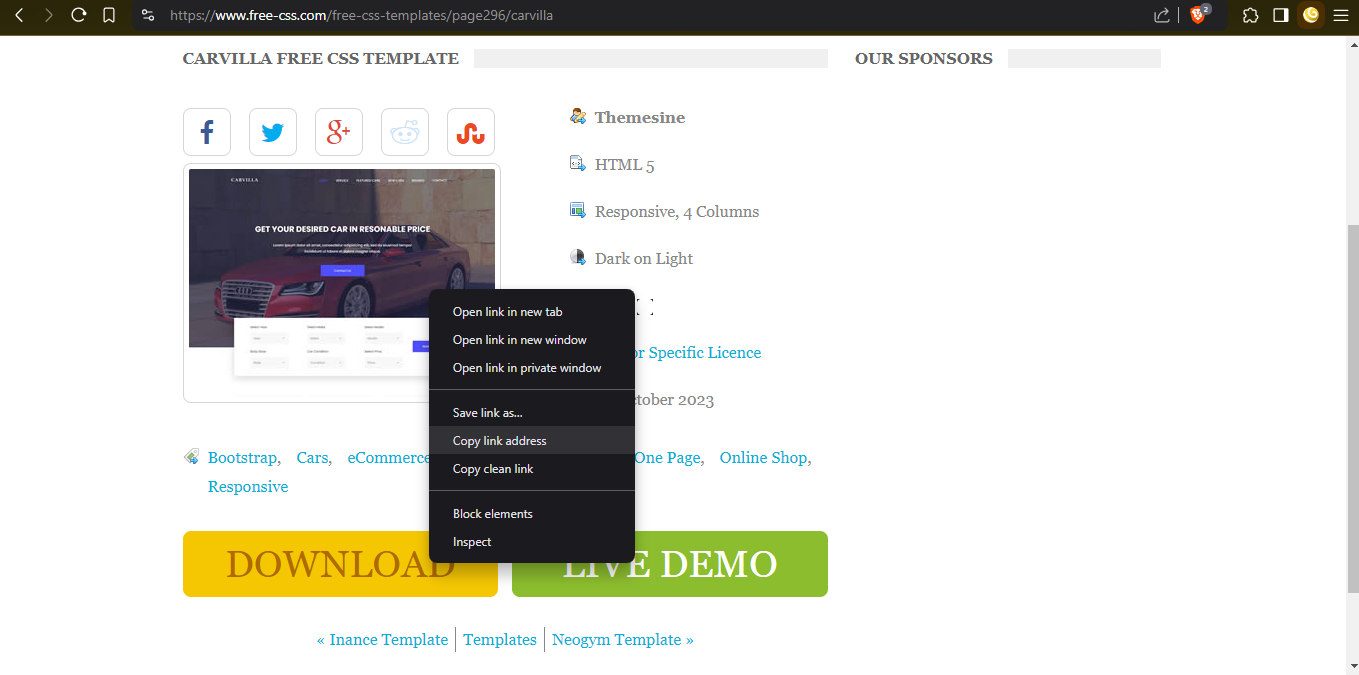 https://www.free-css.com/free-css-templates/page296/carvilla
2
CARVILLA FREE CSS TEMPLATE
OUR SPONSORS
f
g+
CARVILLA
GET YOUR DESIRED CAR IN RESONABLE PRICE
Themesine
HTML 5
Responsive, 4 Columns
Dark on Light
or Specific Licence
tober 2023
Open link in new tab
Open link in new window
Open link in private window
Save link as...
Copy link address
Copy clean link
Block elements
Inspect
Bootstrap, Cars, eCommerce
One Page, Online Shop,
Responsive
DOWNLOAD
LIVE DEMO
« Inance Template
Templates
Neogym Template »